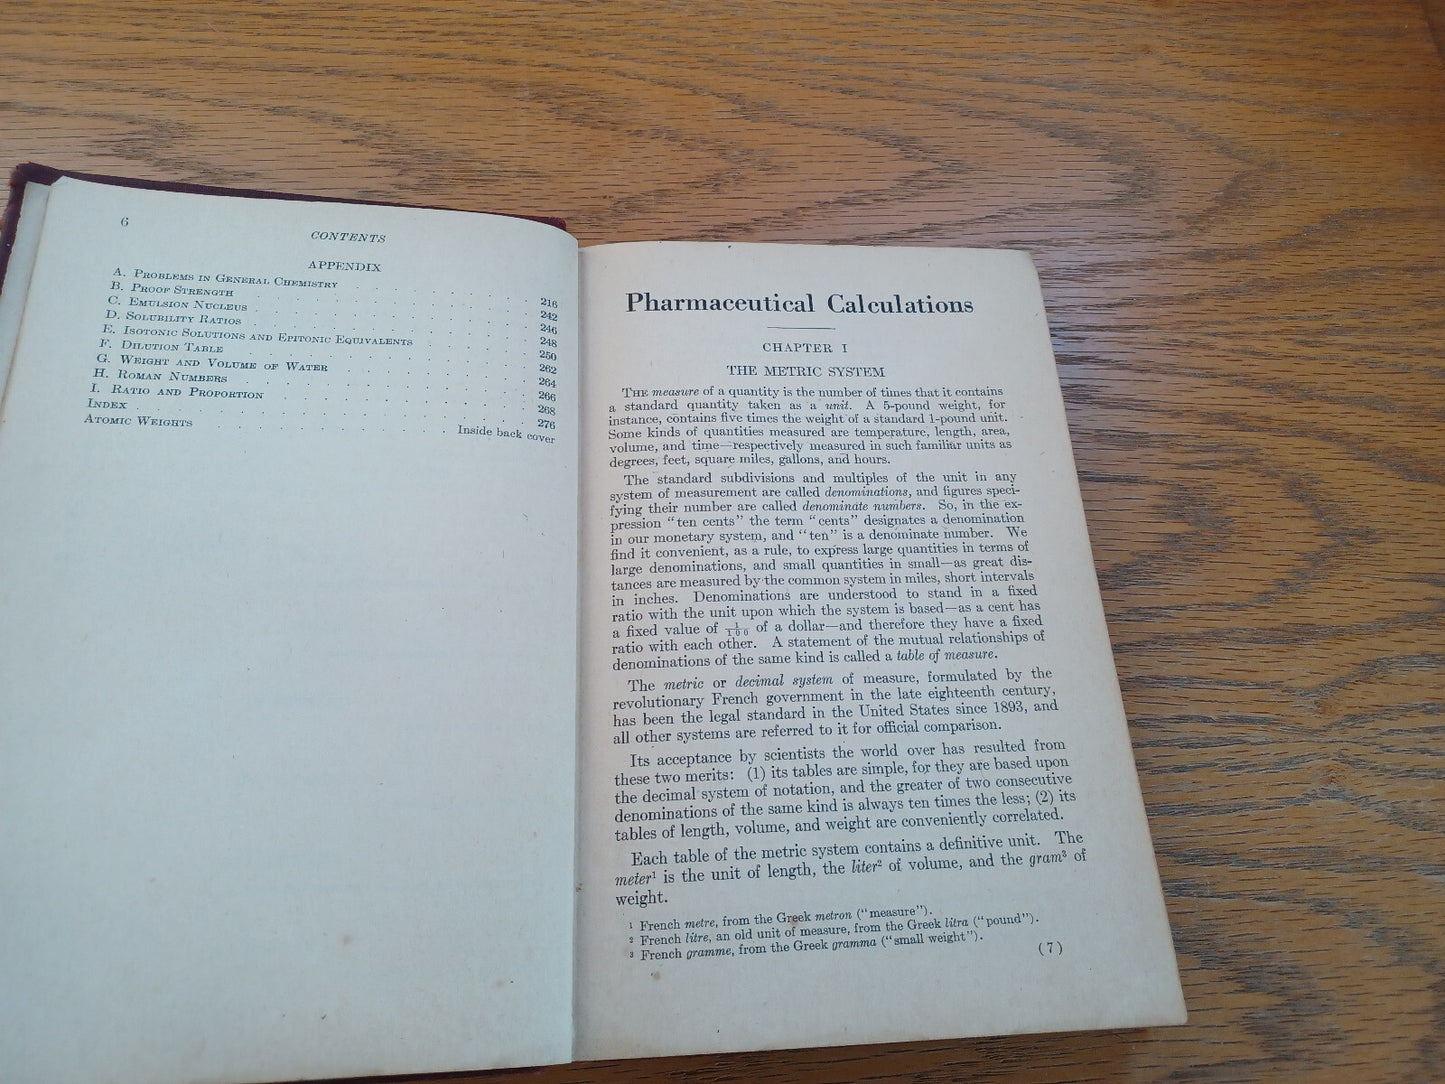 6
CONTENTS
APPENDIX
A. Problems in General Chemistry . . . . . . . . 216
B. Proof Strength . . . . . . . . 242
C. Emulsion Nucleus . . . . . . . . 246
D. Solubility Ratios . . . . . . . . 248
E. Isotonic Solutions and Epitonic Equivalents . . . . 250
F. Dilution Table . . . . . . . . 262
G. Weight and Volume of Water . . . . . . . . 264
H. Roman Numbers . . . . . . . . 266
I. Ratio and Proportion . . . . . . . . 268
Index . . . . . . . . 276
Atomic Weights . . . . . . . . Inside back cover
Pharmaceutical Calculations
CHAPTER I
THE METRIC SYSTEM
The measure of a quantity is the number of times that it contains
a standard quantity taken as a unit. A 5-pound weight, for
instance, contains five times the weight of a standard 1-pound unit.
Some kinds of quantities measured are temperature, length, area,
volume, and time—respectively measured in such familiar units as
degrees, feet, square miles, gallons, and hours.
The standard subdivisions and multiples of the unit in any
system of measurement are called denominations, and figures speci-
fying their number are called denominate numbers. So, in the ex-
pression "ten cents" the term "cents" designates a denomination
in our monetary system, and "ten" is a denominate number. We
find it convenient, as a rule, to express large quantities in terms of
large denominations, and small quantities in small—as great dis-
tances are measured by the common system in miles, short intervals
in inches. Denominations are understood to stand in a fixed
ratio with the unit upon which the system is based—as a cent has
a fixed value of 1/100 of a dollar—and therefore they have a fixed
ratio with each other. A statement of the mutual relationships of
denominations of the same kind is called a table of measure.
The metric or decimal system of measure, formulated by the
revolutionary French government in the late eighteenth century,
has been the legal standard in the United States since 1893, and
all other systems are referred to it for official comparison.
Its acceptance by scientists the world over has resulted from
these two merits: (1) its tables are simple, for they are based upon
the decimal system of notation, and the greater of two consecutive
denominations of the same kind is always ten times the less; (2) its
tables of length, volume, and weight are conveniently correlated.
Each table of the metric system contains a definitive unit. The
meter¹ is the unit of length, the liter² of volume, and the gram³ of
weight.
¹ French metre, from the Greek metron ("measure").
² French litre, an old unit of measure, from the Greek litra ("pound").
³ French gramme, from the Greek gramma ("small weight").
(7)